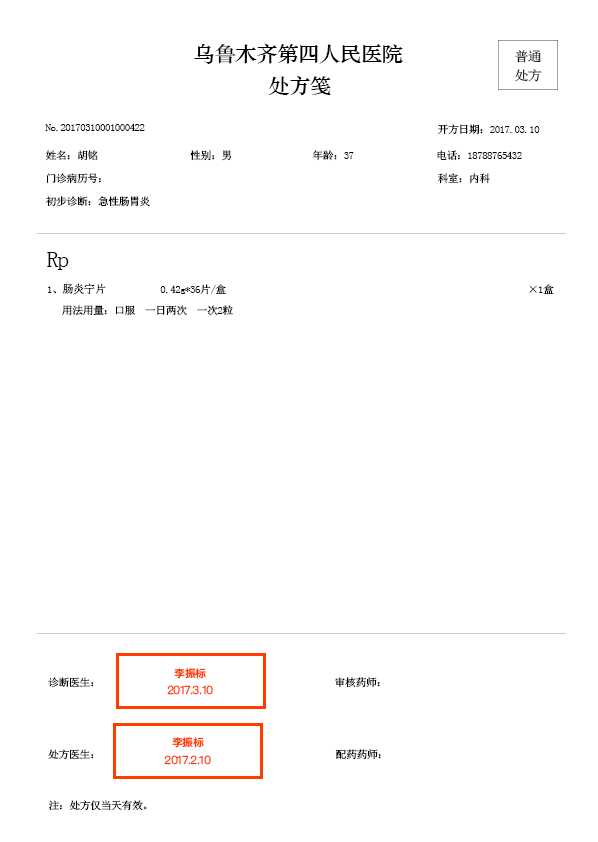 乌鲁木齐第四人民医院
处方笺
普通
处方
No.20170310001000422
开方日期：2017.03.10
姓名：胡铭 性别：男 年龄：37 电话：18788765432
门诊病历号： 科室：内科
初步诊断：急性肠胃炎
Rp
1、肠炎宁片 0.42g*36片/盒 ×1盒
用法用量：口服 一日两次 一次2粒
诊断医生： 李振标 审核药师：
2017.3.10
处方医生： 李振标 配药药师：
2017.2.10
注：处方仅当天有效。